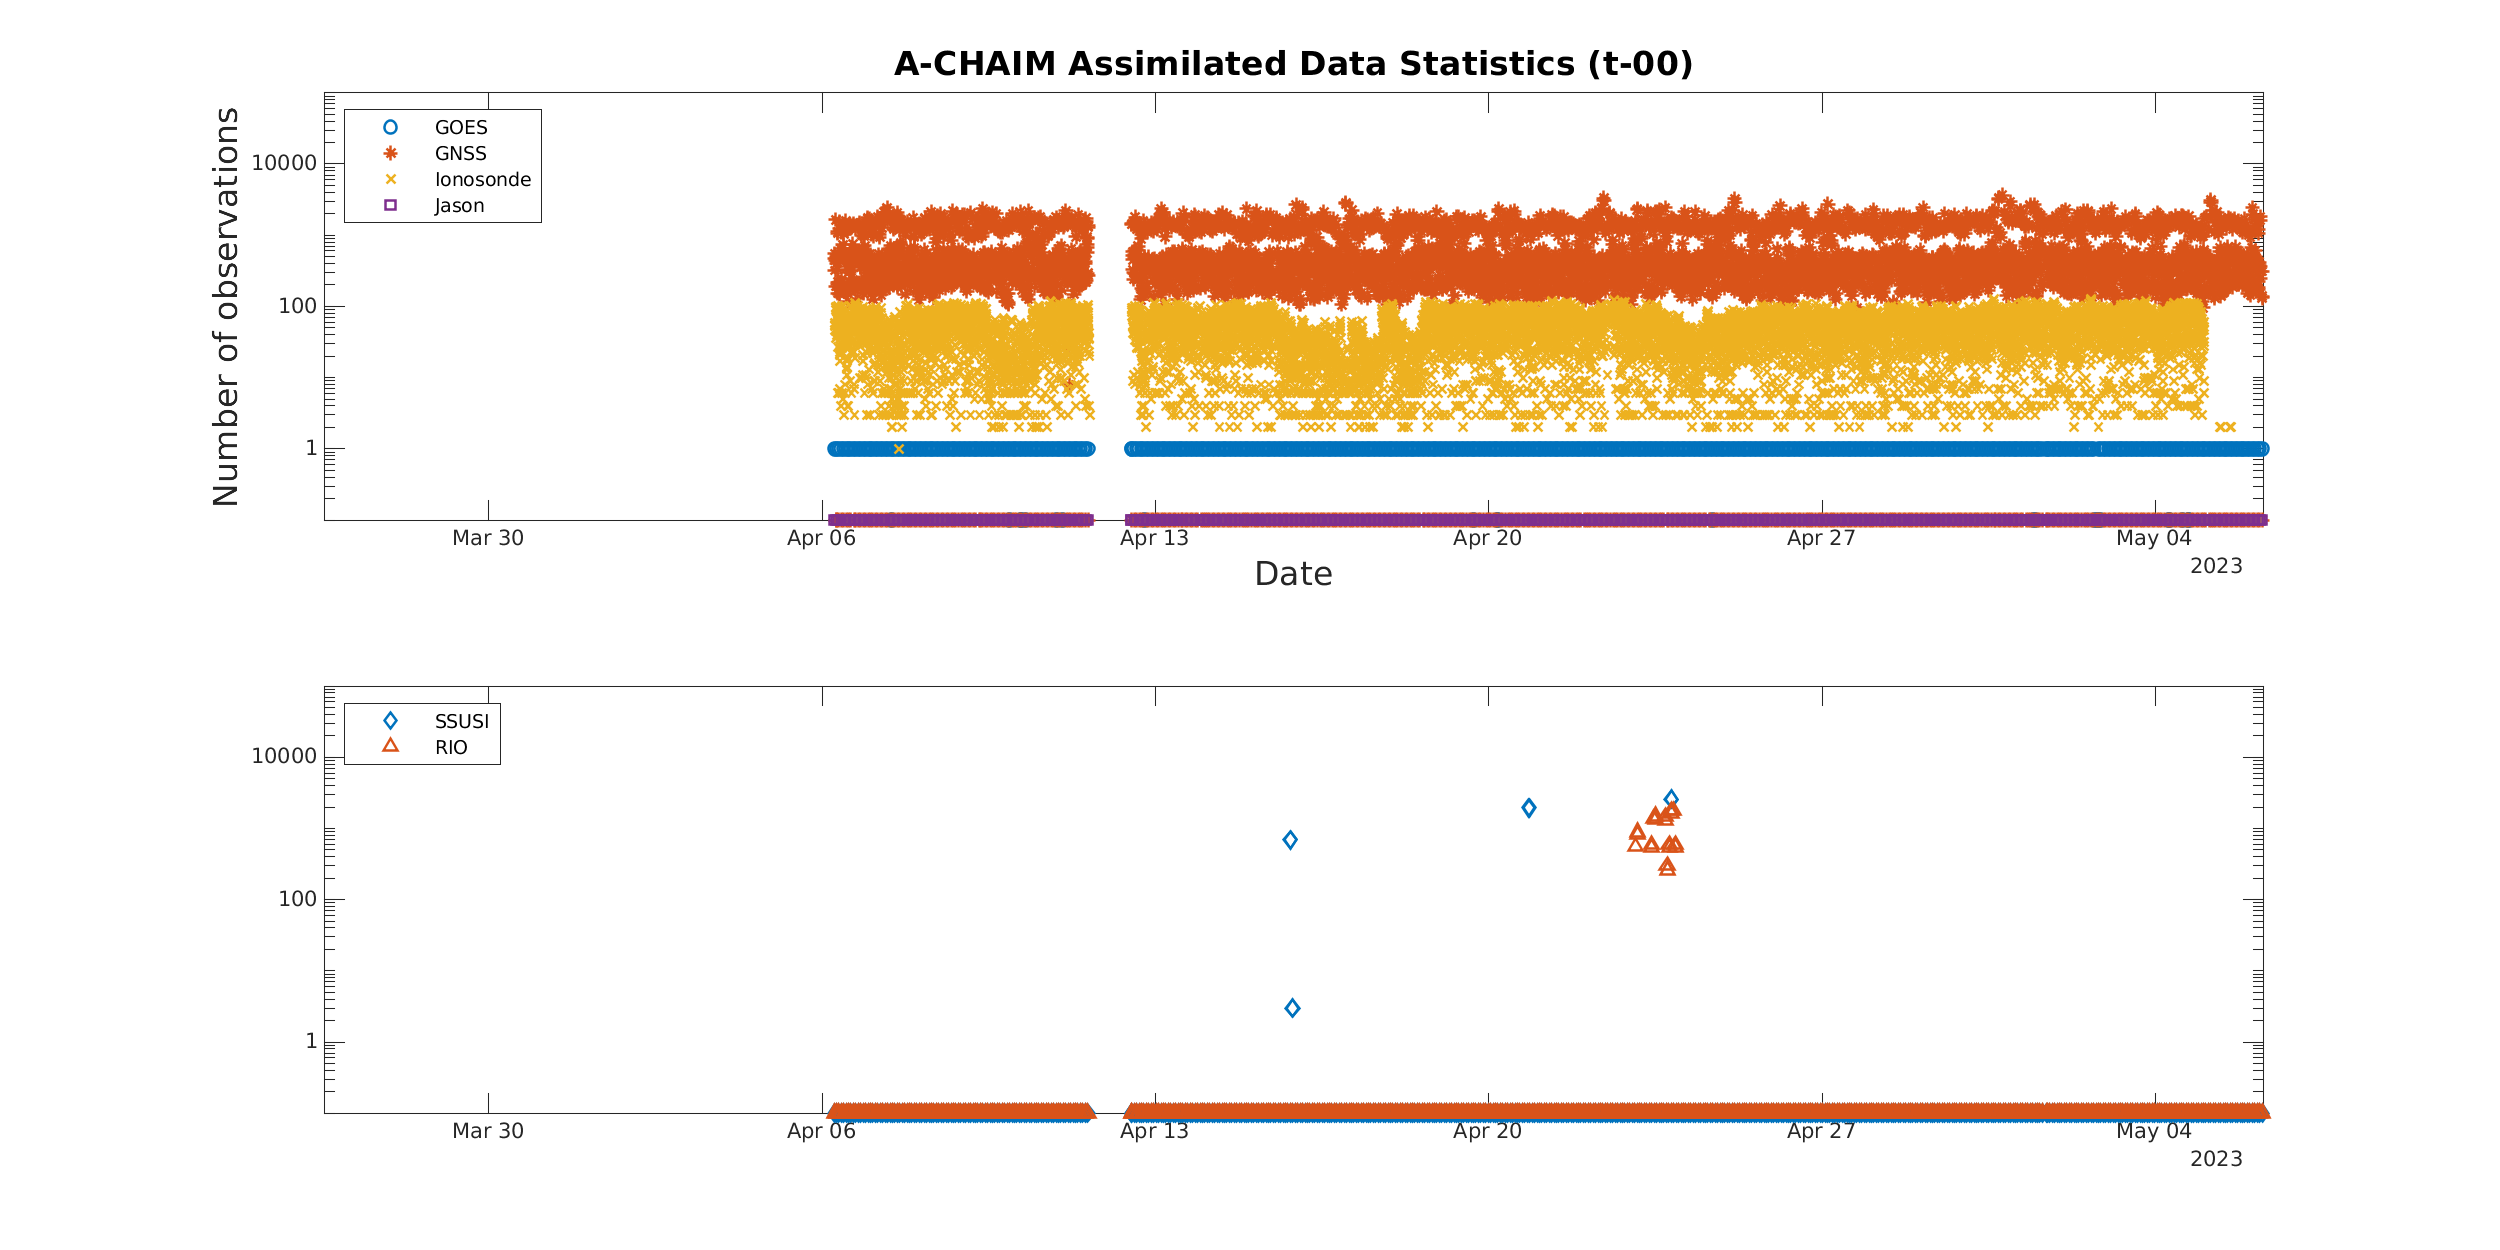 A-CHAIM Assimilated Data Statistics (t-00)
Number of observations
10000
100
1
GOES
GNSS
Ionosonde
Jason
Mar 30
Apr 06
Apr 13
Apr 20
Apr 27
May 04
2023
Date
10000
100
1
SSUSI
RIO
Mar 30
Apr 06
Apr 13
Apr 20
Apr 27
May 04
2023